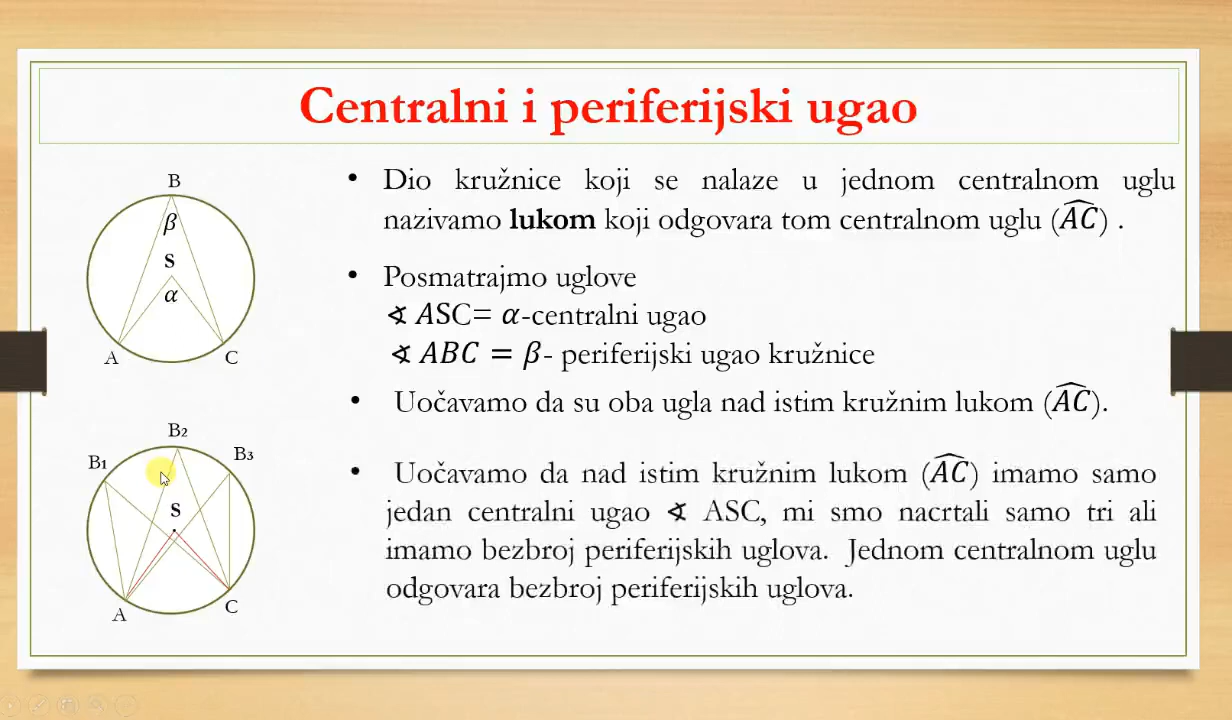 Centralni i periferijski ugao
B
β
S
α
A
C
• Dio kružnice koji se nalaze u jednom centralnom uglu
nazivamo lukom koji odgovara tom centralnom uglu (A͡C) .
• Posmatrajmo uglove
∢ ASC= α-centralni ugao
∢ ABC = β- periferijski ugao kružnice
• Uočavamo da su oba ugla nad istim kružnim lukom (A͡C).
B2
B1
B3
S
A
C
• Uočavamo da nad istim kružnim lukom (A͡C) imamo samo
jedan centralni ugao ∢ ASC, mi smo nacrtali samo tri ali
imamo bezbroj periferijskih uglova. Jednom centralnom uglu
odgovara bezbroj periferijskih uglova.